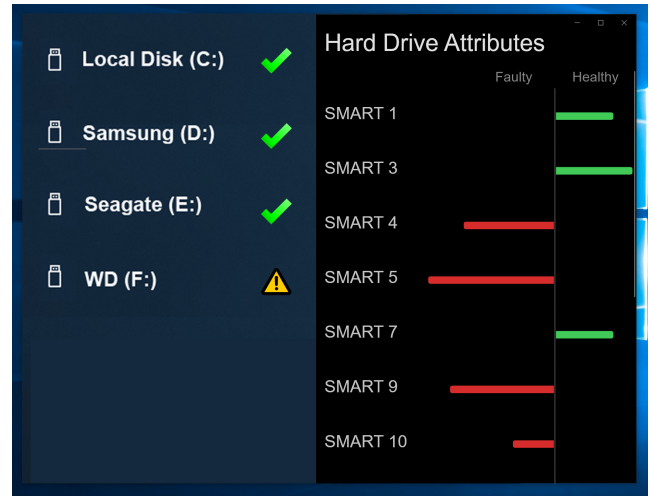 Local Disk (C:)
Samsung (D:)
Seagate (E:)
WD (F:)
Hard Drive Attributes
Faulty Healthy
SMART 1
SMART 3
SMART 4
SMART 5
SMART 7
SMART 9
SMART 10